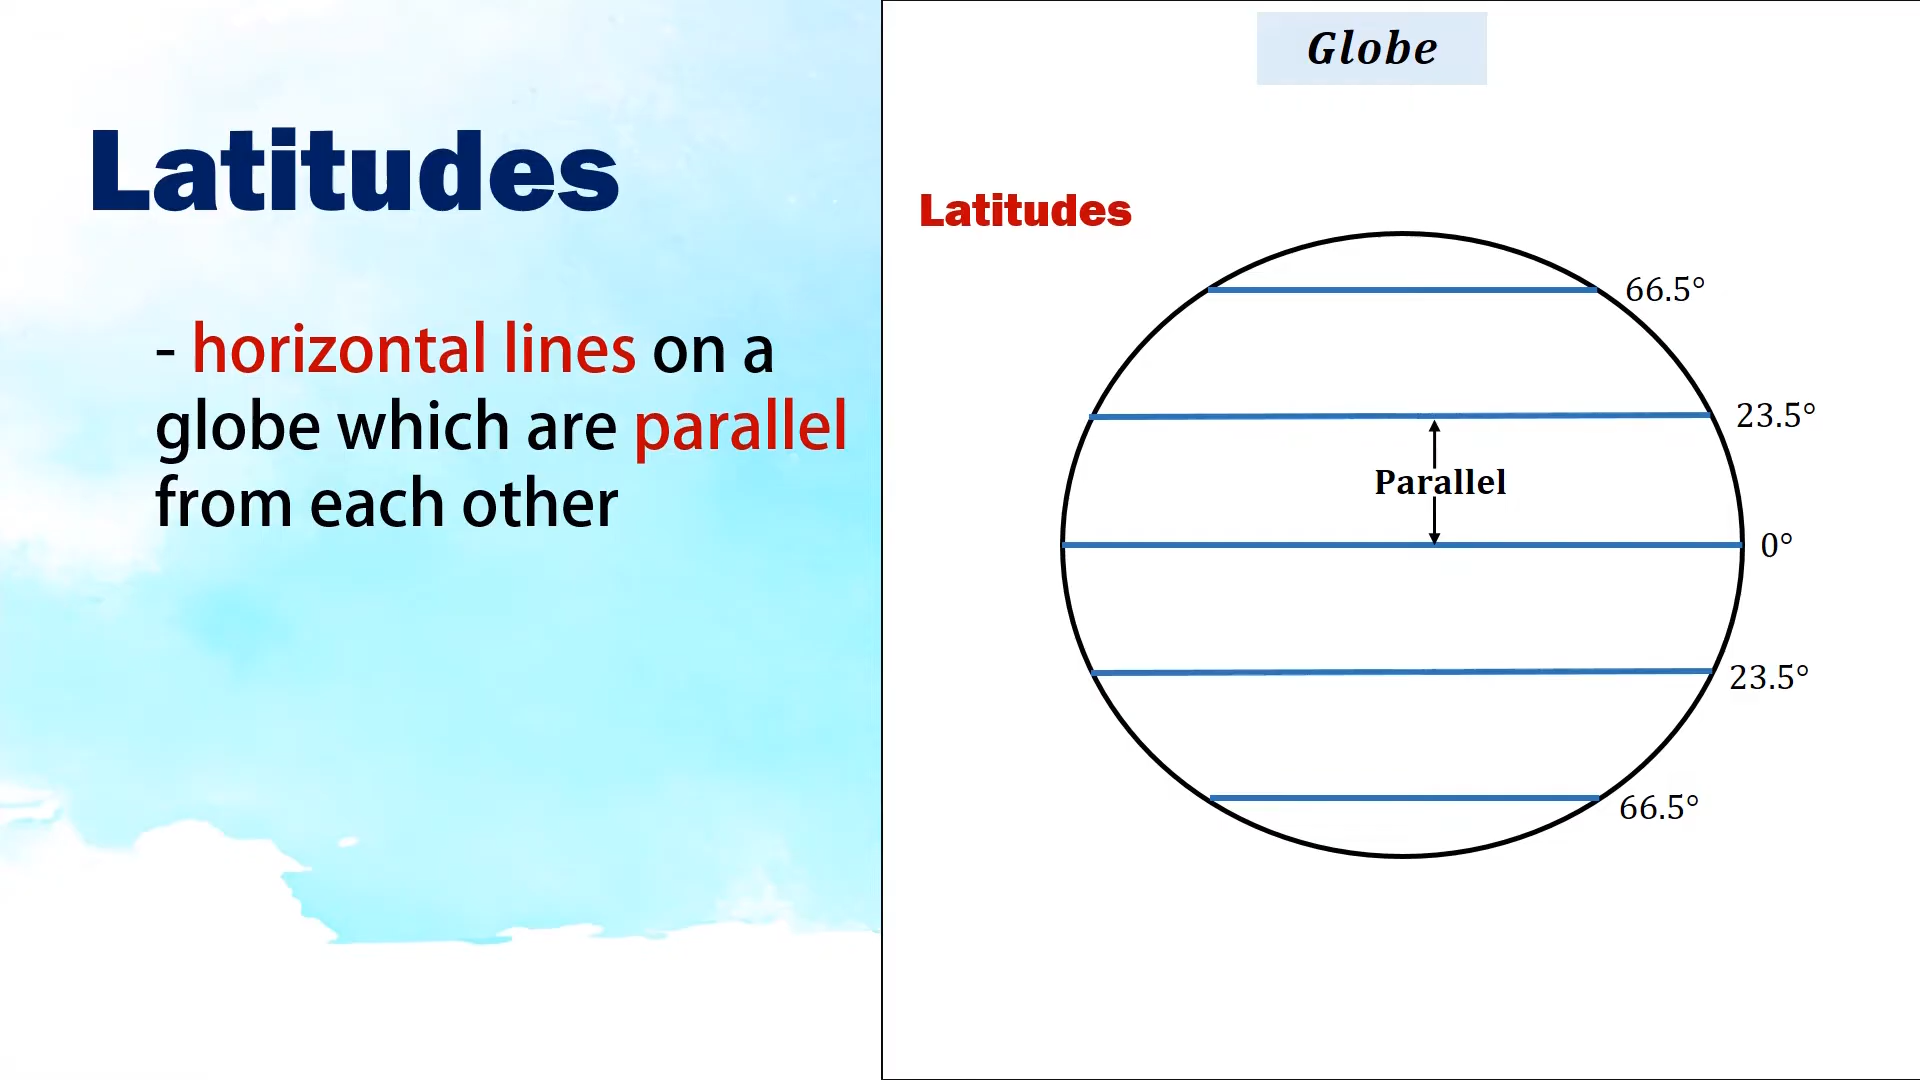 Latitudes
- horizontal lines on a
globe which are parallel
from each other
Globe
Latitudes
66.5°
23.5°
Parallel
0°
23.5°
66.5°